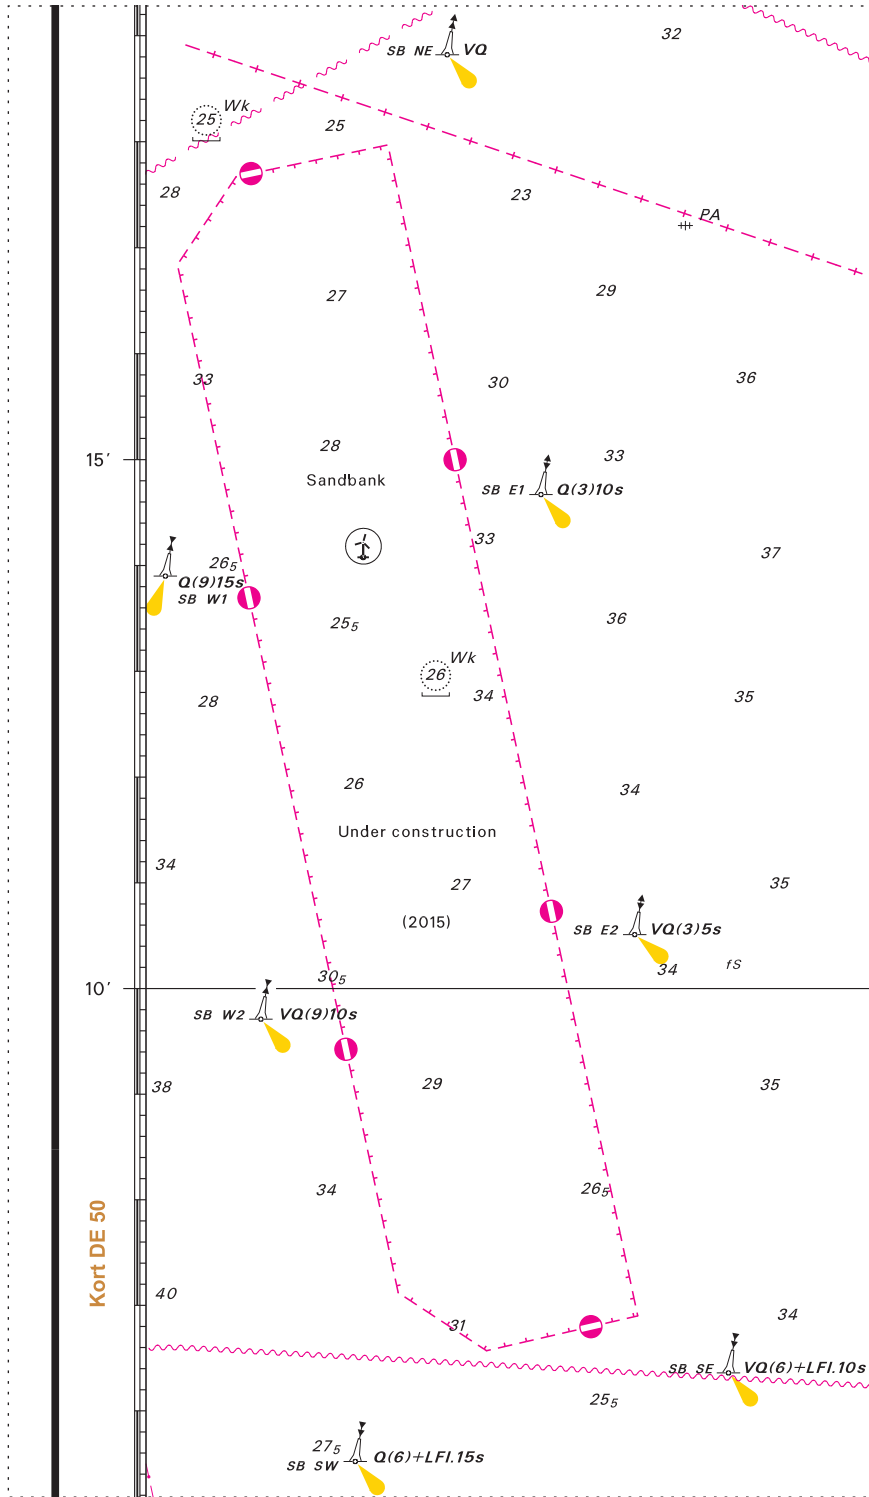 32
SB NE VQ
25 Wk
25
28
23
PA
27
29
33
30
36
28
15′
33
Sandbank
SB E1 Q(3)10s
33
37
26₅
Q(9)15s
SB W1
25₅
36
Wk
26
28
34
35
26
34
Under construction
34
27
35
(2015)
SB E2 VQ(3)5s
34
fS
30₅
10′
SB W2 VQ(9)10s
38
29
35
34
26₅
Kort DE 50
40
34
31
SB SE VQ(6)+LFl.10s
25₅
27₅
SB SW Q(6)+LFl.15s